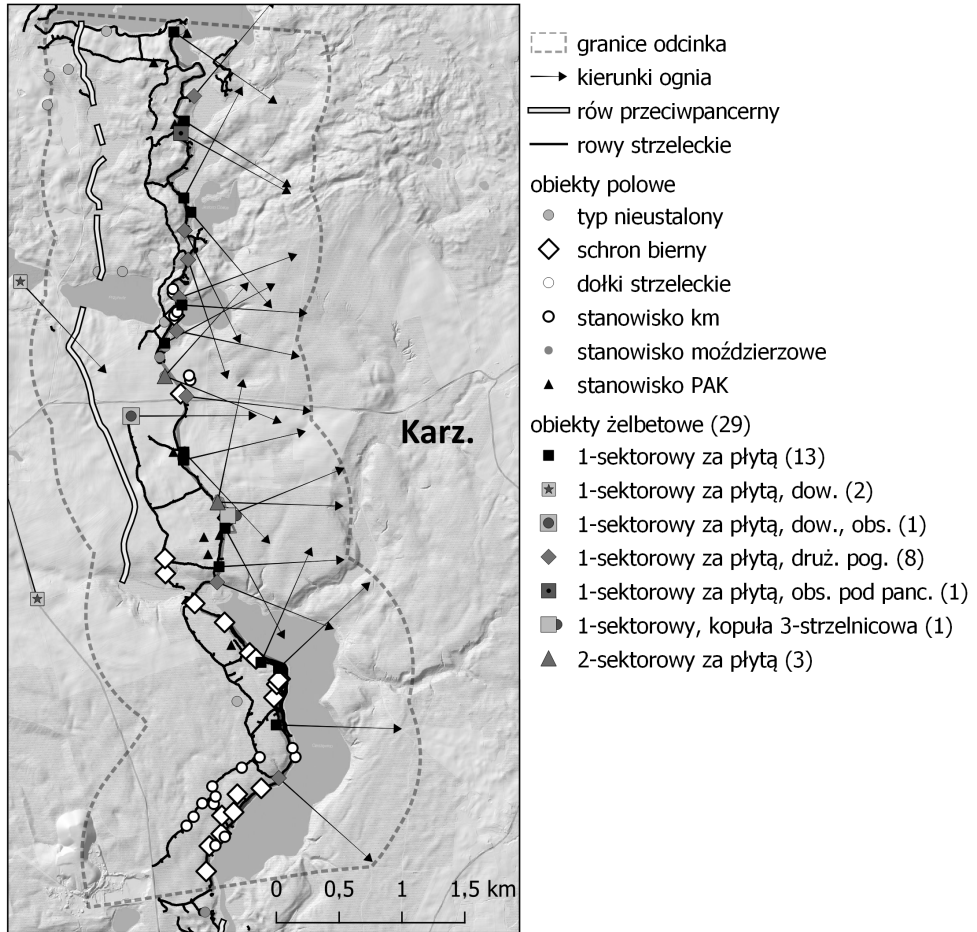 granice odcinka
kierunki ognia
rów przeciwpancerny
rowy strzeleckie
obiekty polowe
typ nieustalony
schron bierny
dołki strzeleckie
stanowisko km
stanowisko moździerzowe
stanowisko PAK
obiekty żelbetowe (29)
1-sektorowy za płytą (13)
1-sektorowy za płytą, dow. (2)
1-sektorowy za płytą, dow., obs. (1)
1-sektorowy za płytą, druż. pog. (8)
1-sektorowy za płytą, obs. pod panc. (1)
1-sektorowy, kopuła 3-strzelnicowa (1)
2-sektorowy za płytą (3)
Karz.
0 0,5 1 1,5 km